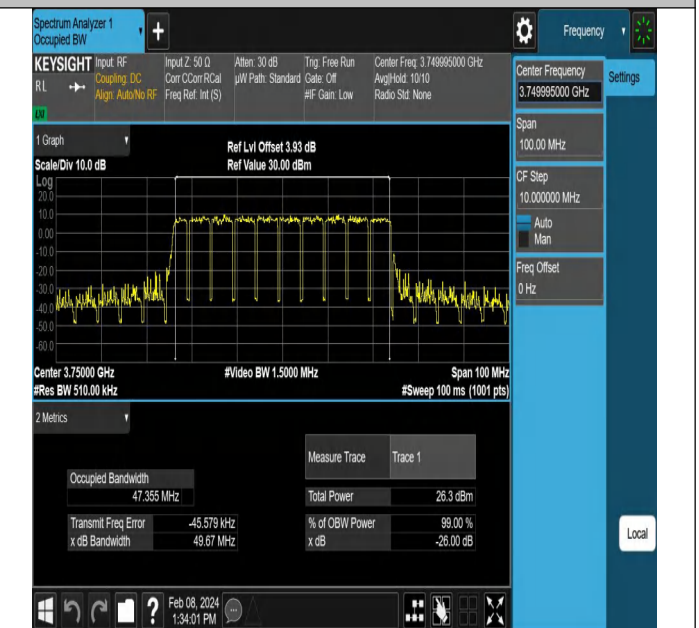 Spectrum Analyzer 1
Occupied BW
+
Frequency
KEYSIGHT
RL
LXI
Input: RF
Coupling: DC
Align: Auto/No RF
Input Z: 50 Ω
Corr CCorr RCal
Freq Ref: Int (S)
Atten: 30 dB
µW Path: Standard
Trig: Free Run
Gate: Off
#IF Gain: Low
Center Freq: 3.749995000 GHz
Avg|Hold: 10/10
Radio Std: None
Center Frequency
3.749995000 GHz
Settings
Span
100.00 MHz
CF Step
10.000000 MHz
Auto
Man
Freq Offset
0 Hz
1 Graph
Scale/Div 10.0 dB
Ref Lvl Offset 3.93 dB
Ref Value 30.00 dBm
Log
20.0
10.0
0.00
-10.0
-20.0
-30.0
-40.0
-50.0
-60.0
Center 3.75000 GHz
#Video BW 1.5000 MHz
Span 100 MHz
#Res BW 510.00 kHz
#Sweep 100 ms (1001 pts)
2 Metrics
Measure Trace Trace 1
Occupied Bandwidth
47.355 MHz
Total Power 26.3 dBm
Transmit Freq Error -45.579 kHz
% of OBW Power 99.00 %
x dB Bandwidth 49.67 MHz
x dB -26.00 dB
Local
?
Feb 08, 2024
1:34:01 PM